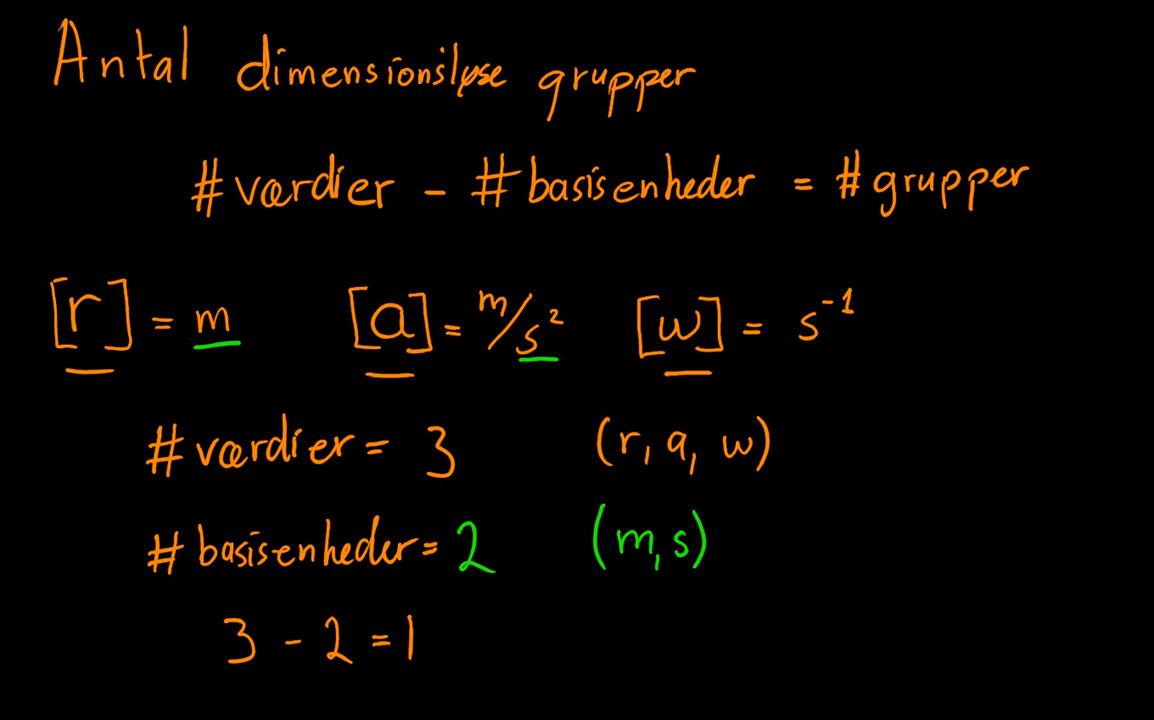 Antal dimensionsløse grupper
#værdier - #basisenheder = #grupper
[r] = m [a] = m/s² [w] = s⁻¹
#værdier = 3 (r, a, w)
#basisenheder = 2 (m, s)
3 - 2 = 1